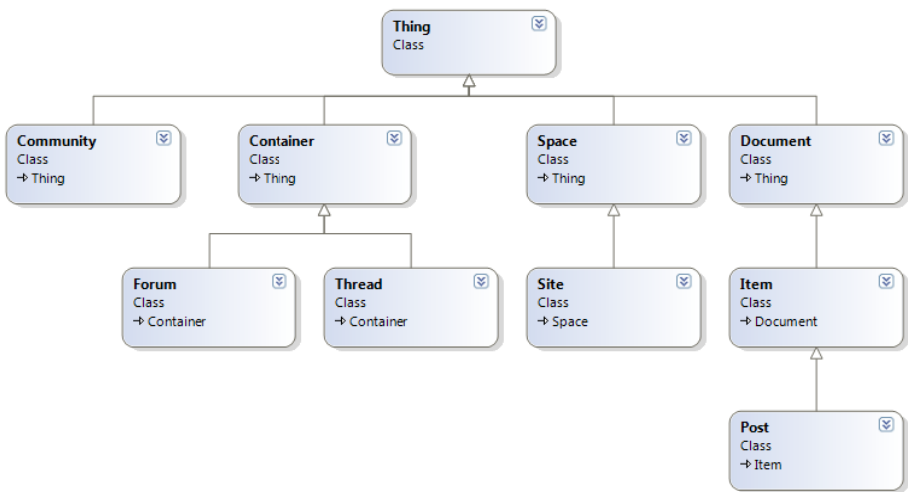 Thing
Class
Community
Class
→ Thing
Container
Class
→ Thing
Space
Class
→ Thing
Document
Class
→ Thing
Forum
Class
→ Container
Thread
Class
→ Container
Site
Class
→ Space
Item
Class
→ Document
Post
Class
→ Item